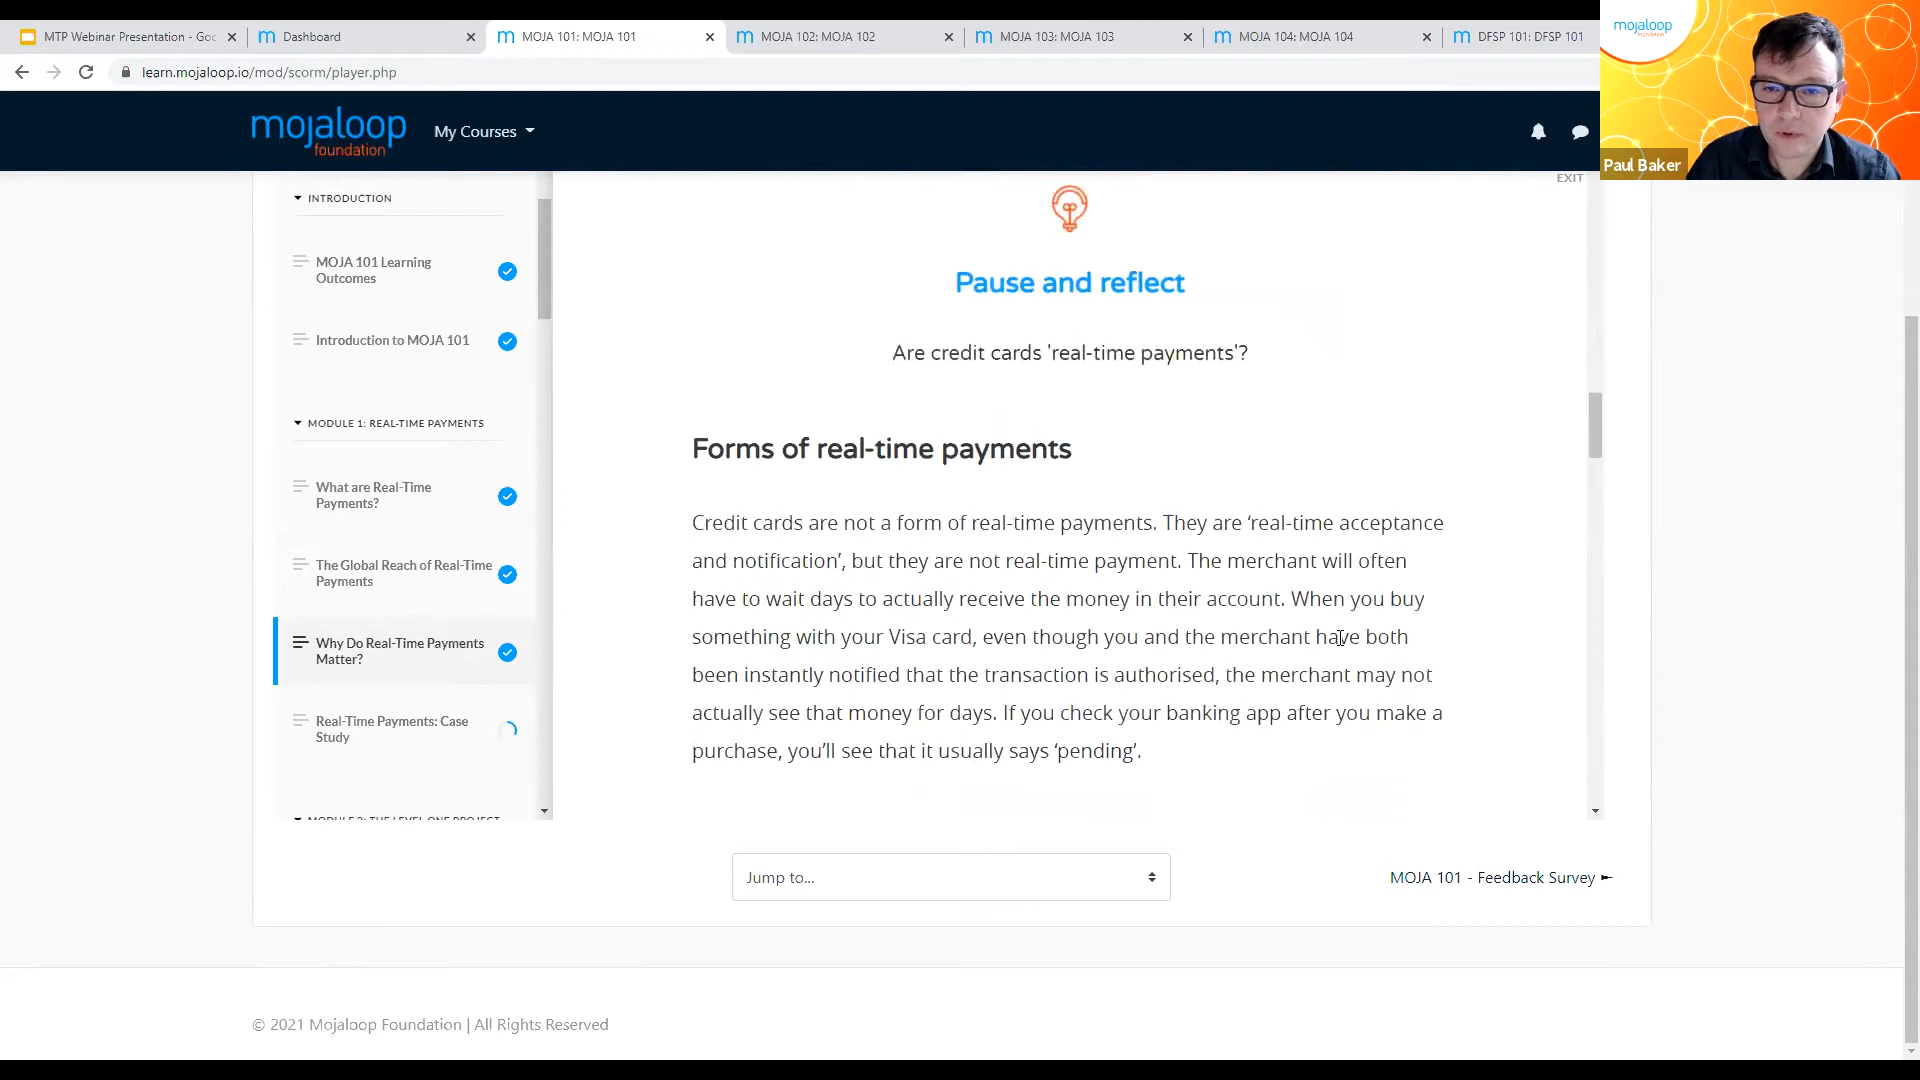 MTP Webinar Presentation - Goo
Dashboard
MOJA 101: MOJA 101
MOJA 102: MOJA 102
MOJA 103: MOJA 103
MOJA 104: MOJA 104
DFSP 101: DFSP 101
learn.mojaloop.io/mod/scorm/player.php
mojaloop
foundation
Paul Baker
mojaloop
foundation
My Courses
EXIT
INTRODUCTION
MOJA 101 Learning
Outcomes
Introduction to MOJA 101
MODULE 1: REAL-TIME PAYMENTS
What are Real-Time
Payments?
The Global Reach of Real-Time
Payments
Why Do Real-Time Payments
Matter?
Real-Time Payments: Case
Study
MODULE 2: THE LEVEL ONE PROJECT
Pause and reflect
Are credit cards 'real-time payments'?
Forms of real-time payments
Credit cards are not a form of real-time payments. They are ‘real-time acceptance
and notification’, but they are not real-time payment. The merchant will often
have to wait days to actually receive the money in their account. When you buy
something with your Visa card, even though you and the merchant have both
been instantly notified that the transaction is authorised, the merchant may not
actually see that money for days. If you check your banking app after you make a
purchase, you’ll see that it usually says ‘pending’.
Jump to...
MOJA 101 - Feedback Survey
© 2021 Mojaloop Foundation | All Rights Reserved